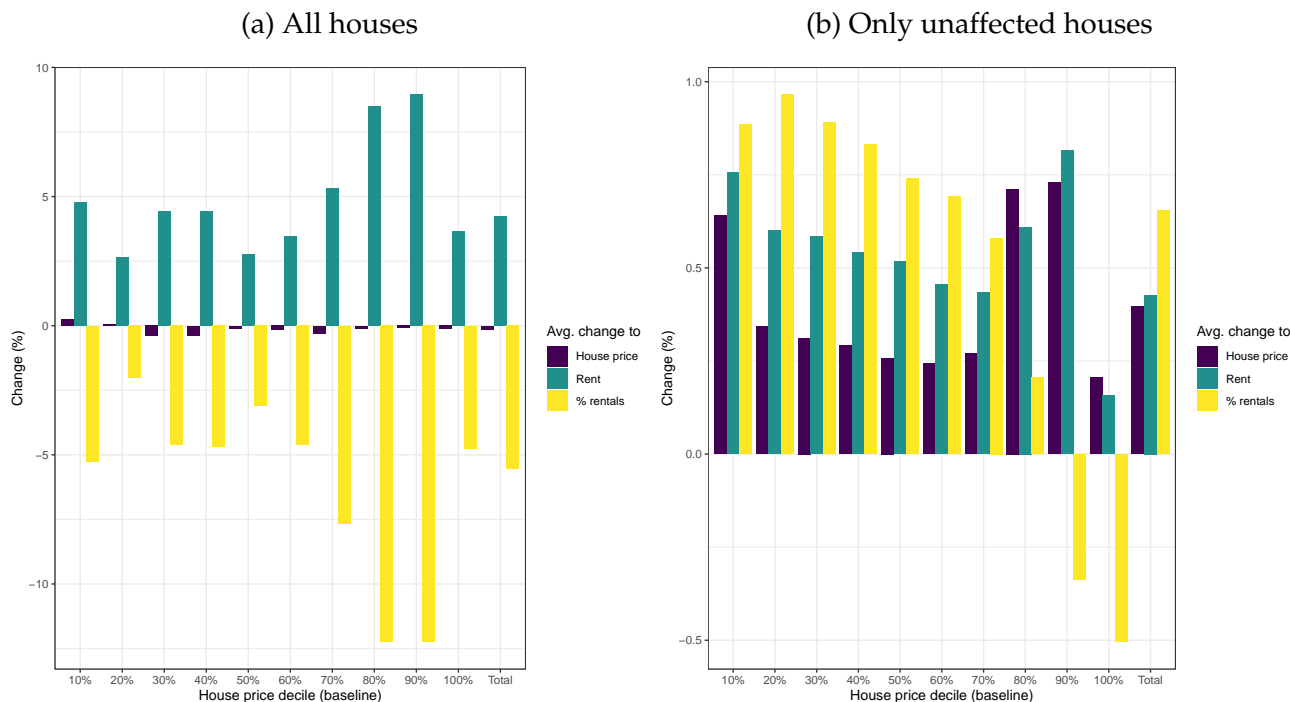 (a) All houses
10
5
0
−5
−10
Change (%)
10% 20% 30% 40% 50% 60% 70% 80% 90% 100% Total
House price decile (baseline)
Avg. change to
House price
Rent
% rentals
(b) Only unaffected houses
1.0
0.5
0.0
−0.5
Change (%)
10% 20% 30% 40% 50% 60% 70% 80% 90% 100% Total
House price decile (baseline)
Avg. change to
House price
Rent
% rentals